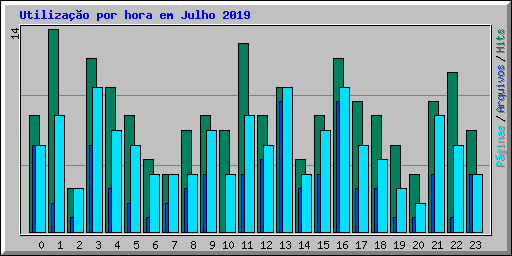 Utilização por hora em Julho 2019
14
Páginas / Arquivos / Hits
0 1 2 3 4 5 6 7 8 9 10 11 12 13 14 15 16 17 18 19 20 21 22 23